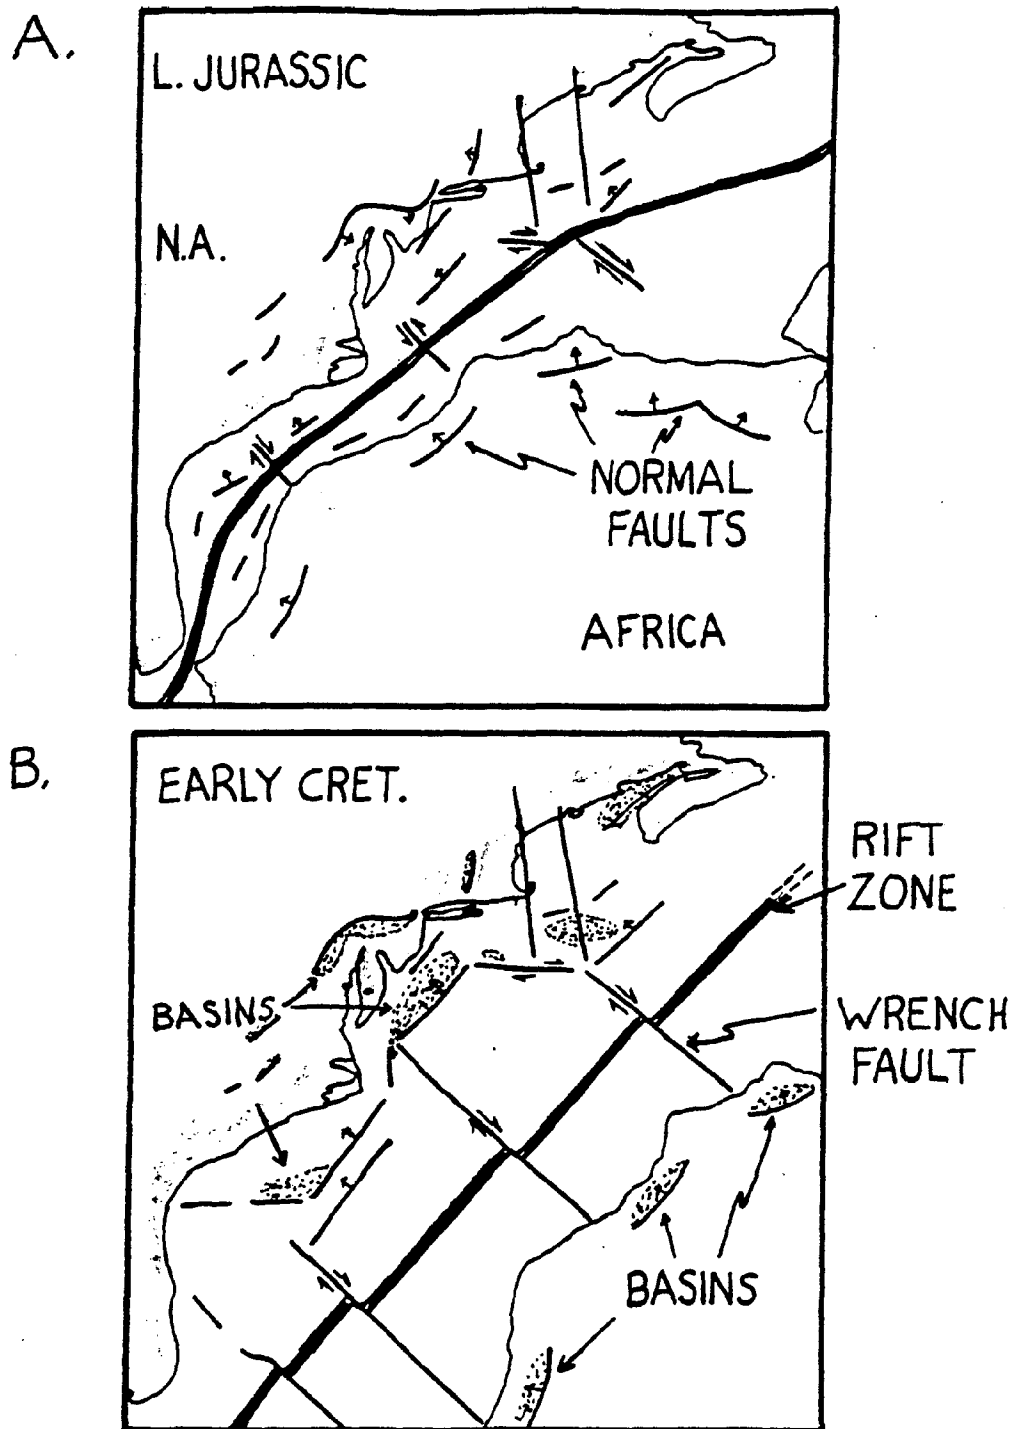 A.
L. JURASSIC
N.A.
NORMAL
FAULTS
AFRICA
B.
EARLY CRET.
RIFT
ZONE
BASINS
WRENCH
FAULT
BASINS